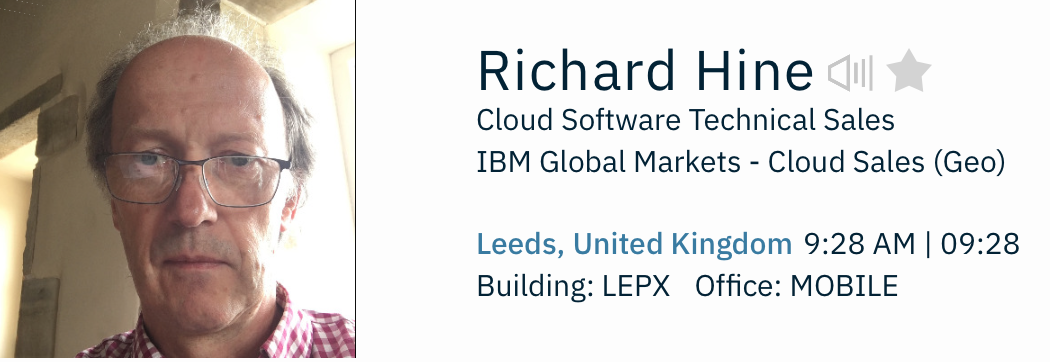 Richard Hine
Cloud Software Technical Sales
IBM Global Markets - Cloud Sales (Geo)
Leeds, United Kingdom 9:28 AM | 09:28
Building: LEPX Office: MOBILE